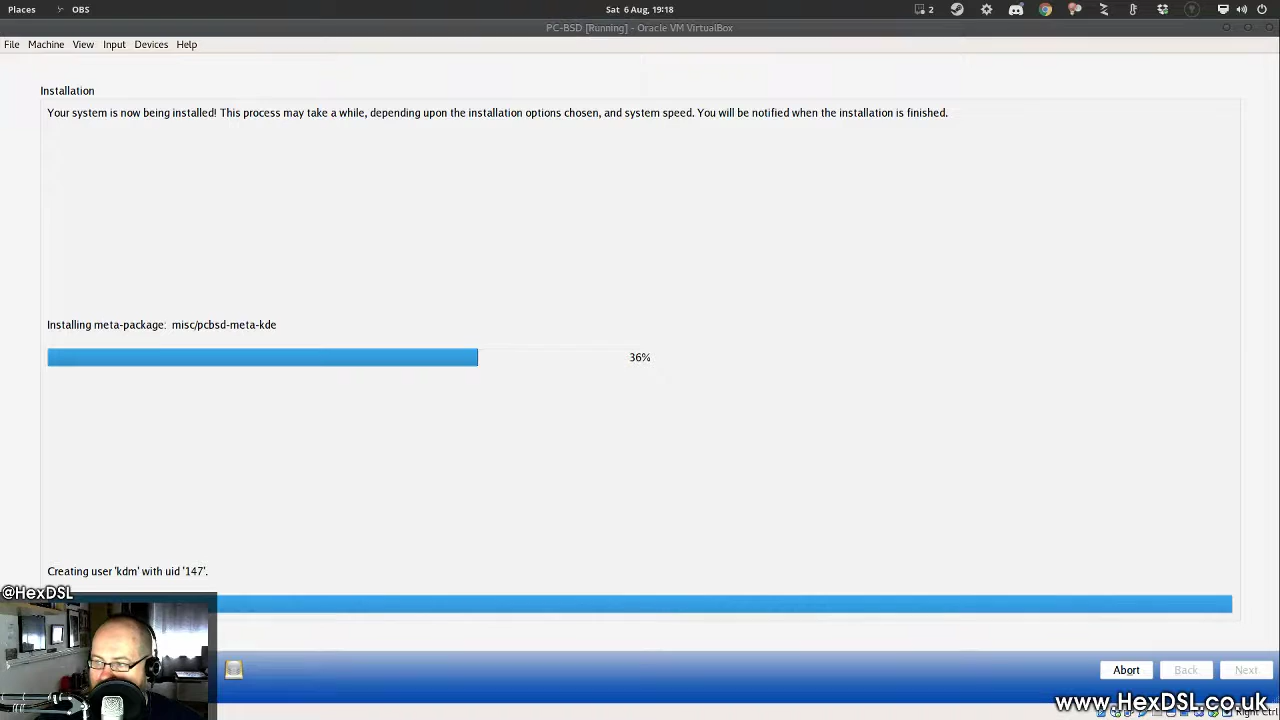 Places
OBS
Sat 6 Aug, 19:18
2
PC-BSD [Running] - Oracle VM VirtualBox
File Machine View Input Devices Help
Installation
Your system is now being installed! This process may take a while, depending upon the installation options chosen, and system speed. You will be notified when the installation is finished.
Installing meta-package: misc/pcbsd-meta-kde
36%
Creating user 'kdm' with uid '147'.
@HexDSL
Abort Back Next
www.HexDSL.co.uk
Right Ctrl